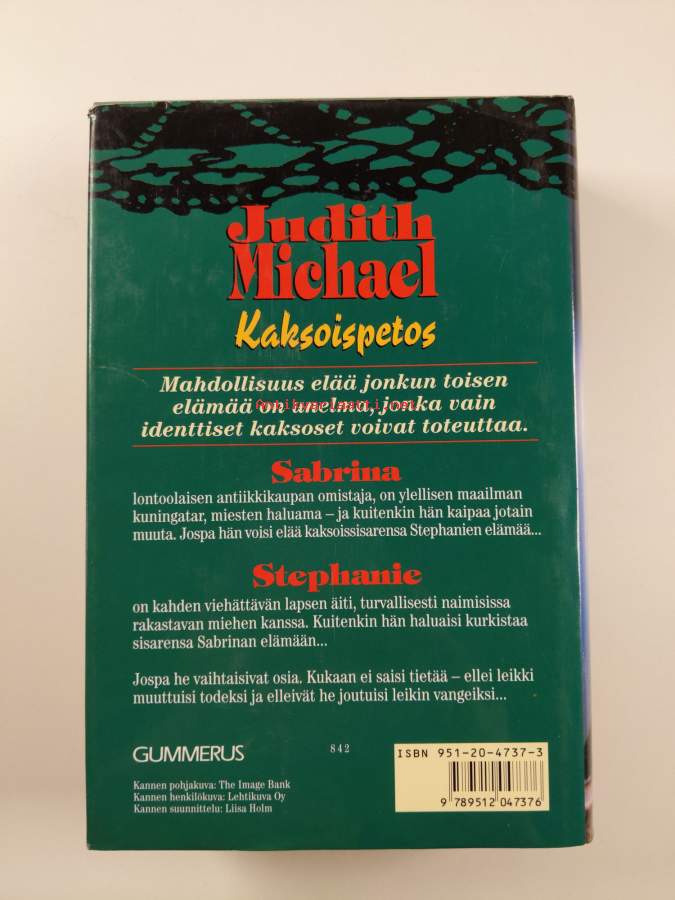 Judith
Michael
Kaksoispetos
Mahdollisuus elää jonkun toisen
elämää on unelma, jonka vain
Antikvariaatti.net
identtiset kaksoset voivat toteuttaa.
Sabrina
lontoolaisen antiikkikaupan omistaja, on ylellisen maailman
kuningatar, miesten haluama – ja kuitenkin hän kaipaa jotain
muuta. Jospa hän voisi elää kaksoissisarensa Stephanien elämää...
Stephanie
on kahden viehättävän lapsen äiti, turvallisesti naimisissa
rakastavan miehen kanssa. Kuitenkin hän haluaisi kurkistaa
sisarensa Sabrinan elämään...
Jospa he vaihtaisivat osia. Kukaan ei saisi tietää – ellei leikki
muuttuisi todeksi ja elleivät he joutuisi leikin vangeiksi...
GUMMERUS
842
ISBN 951-20-4737-3
Kannen pohjakuva: The Image Bank
Kannen henkilökuva: Lehtikuva Oy
Kannen suunnittelu: Liisa Holm
9 789512 047376